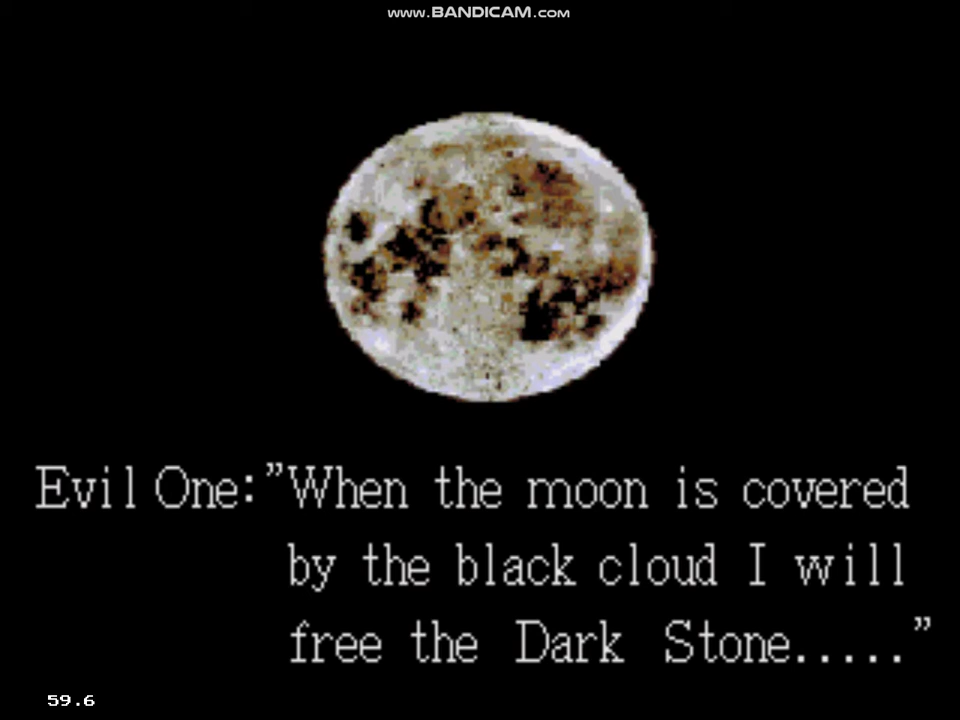 www.BANDICAM.com
Evil One:”When the moon is covered
by the black cloud I will
free the Dark Stone.....”
59.6